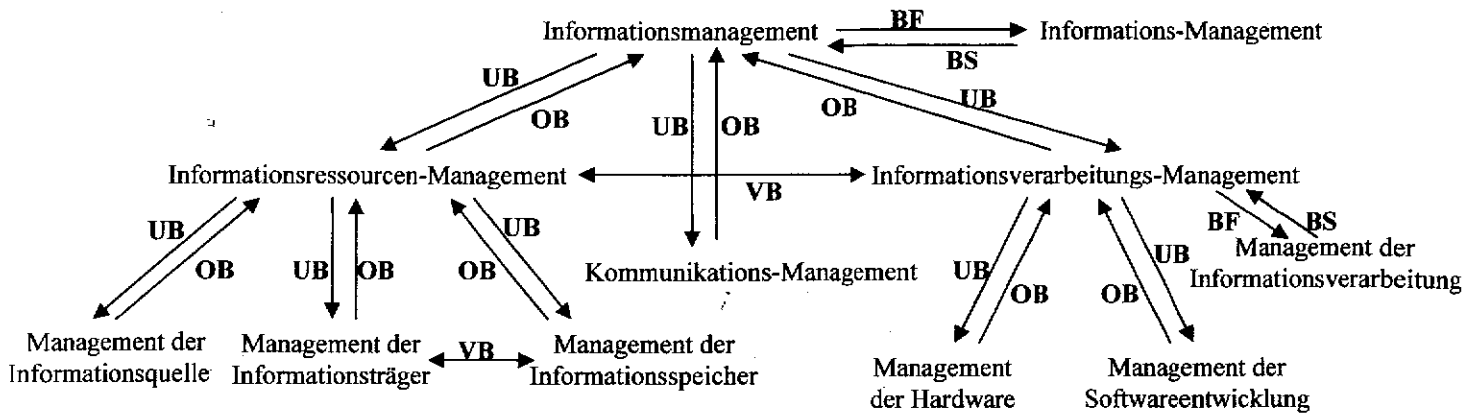 Informationsmanagement
BF
Informations-Management
BS
UB
OB
UB
OB
OB
UB
Informationsressourcen-Management
VB
Informationsverarbeitungs-Management
UB
OB
UB
OB
OB
UB
Kommunikations-Management
UB
OB
OB
UB
BF
BS
Management der
Informationsverarbeitung
Management der
Informationsquelle
Management der
Informationsträger
VB
Management der
Informationsspeicher
Management
der Hardware
Management der
Softwareentwicklung